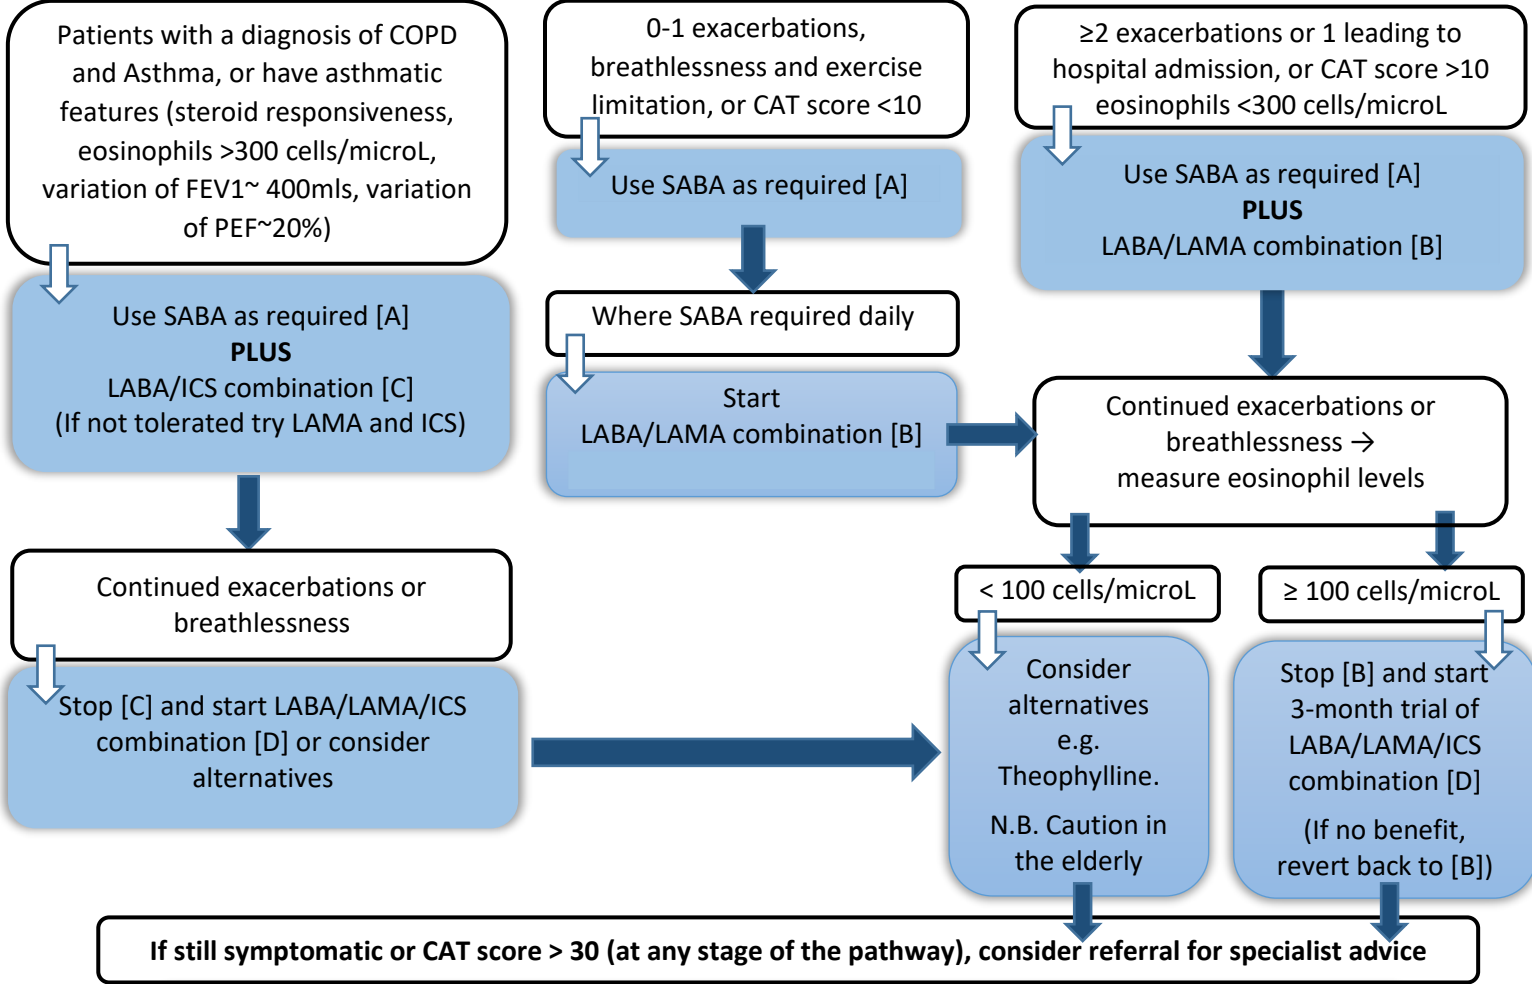 Patients with a diagnosis of COPD
and Asthma, or have asthmatic
features (steroid responsiveness,
eosinophils >300 cells/microL,
variation of FEV1~ 400mls, variation
of PEF~20%)
Use SABA as required [A]
PLUS
LABA/ICS combination [C]
(If not tolerated try LAMA and ICS)
Continued exacerbations or
breathlessness
Stop [C] and start LABA/LAMA/ICS
combination [D] or consider
alternatives
0-1 exacerbations,
breathlessness and exercise
limitation, or CAT score <10
Use SABA as required [A]
Where SABA required daily
Start
LABA/LAMA combination [B]
≥2 exacerbations or 1 leading to
hospital admission, or CAT score >10
eosinophils <300 cells/microL
Use SABA as required [A]
PLUS
LABA/LAMA combination [B]
Continued exacerbations or
breathlessness →
measure eosinophil levels
< 100 cells/microL
Consider
alternatives
e.g.
Theophylline.
N.B. Caution in
the elderly
≥ 100 cells/microL
Stop [B] and start
3-month trial of
LABA/LAMA/ICS
combination [D]
(If no benefit,
revert back to [B])
If still symptomatic or CAT score > 30 (at any stage of the pathway), consider referral for specialist advice